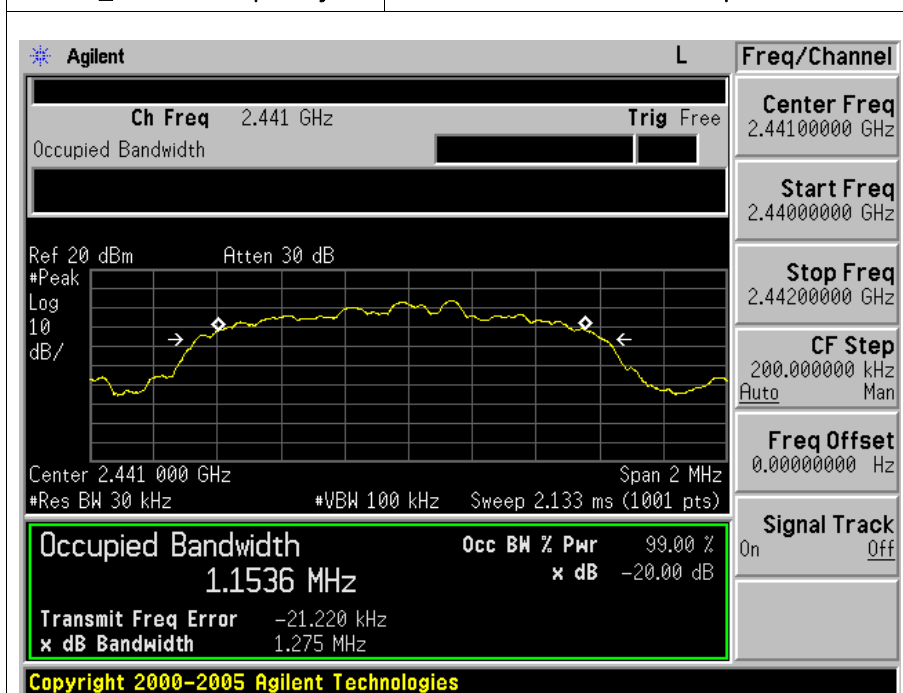 Agilent L Freq/Channel
Ch Freq 2.441 GHz Trig Free
Occupied Bandwidth
Center Freq
2.44100000 GHz
Start Freq
2.44000000 GHz
Stop Freq
2.44200000 GHz
CF Step
200.000000 kHz
Auto Man
Freq Offset
0.00000000 Hz
Signal Track
On Off
Ref 20 dBm Atten 30 dB
#Peak
Log
10
dB/
Center 2.441 000 GHz Span 2 MHz
#Res BW 30 kHz #VBW 100 kHz Sweep 2.133 ms (1001 pts)
Occupied Bandwidth Occ BW % Pwr 99.00 %
1.1536 MHz x dB -20.00 dB
Transmit Freq Error -21.220 kHz
x dB Bandwidth 1.275 MHz
Copyright 2000-2005 Agilent Technologies